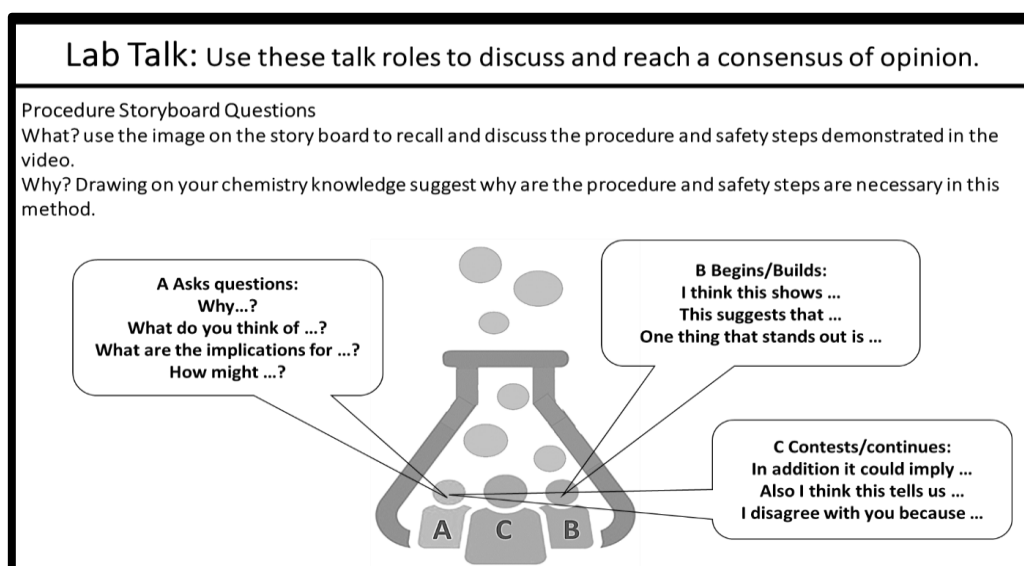 Lab Talk: Use these talk roles to discuss and reach a consensus of opinion.
Procedure Storyboard Questions
What? use the image on the story board to recall and discuss the procedure and safety steps demonstrated in the
video.
Why? Drawing on your chemistry knowledge suggest why are the procedure and safety steps are necessary in this
method.
A Asks questions:
Why...?
What do you think of ...?
What are the implications for ...?
How might ...?
B Begins/Builds:
I think this shows ...
This suggests that ...
One thing that stands out is ...
C Contests/continues:
In addition it could imply ...
Also I think this tells us ...
I disagree with you because ...
A C B